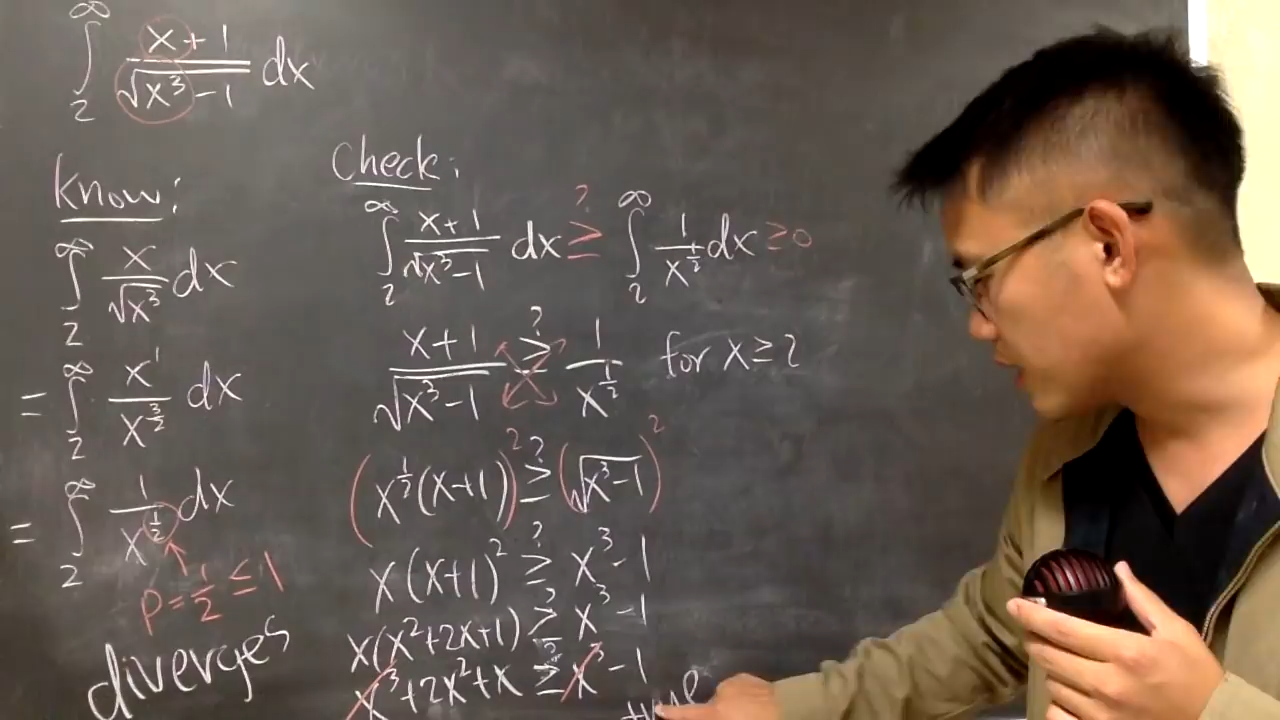 ∫₂^∞ (x+1)/(√(x³−1)) dx
Know:
∫₂^∞ x/√(x³) dx
= ∫₂^∞ x¹/x^(3/2) dx
= ∫₂^∞ 1/x^(1/2) dx
p = 1/2 ≤ 1
diverges
Check:
∫₂^∞ (x+1)/(√(x³−1)) dx ≥? ∫₂^∞ 1/x^(1/2) dx ≥ 0
(x+1)/(√(x³−1)) ≥? 1/x^(1/2) for x ≥ 2
(x^(1/2)(x+1))² ≥? (√(x³−1))²
x(x+1)² ≥? x³−1
x(x²+2x+1) ≥? x³−1
x³+2x²+x ≥? x³−1
true